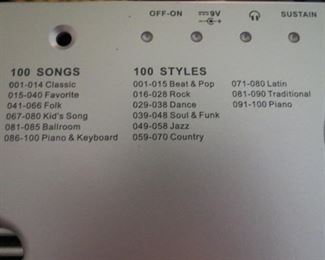 OFF-ON 9V SUSTAIN
100 SONGS
001-014 Classic
015-040 Favorite
041-066 Folk
067-080 Kid's Song
081-085 Ballroom
086-100 Piano & Keyboard
100 STYLES
001-015 Beat & Pop
016-028 Rock
029-038 Dance
039-048 Soul & Funk
049-058 Jazz
059-070 Country
071-080 Latin
081-090 Traditional
091-100 Piano